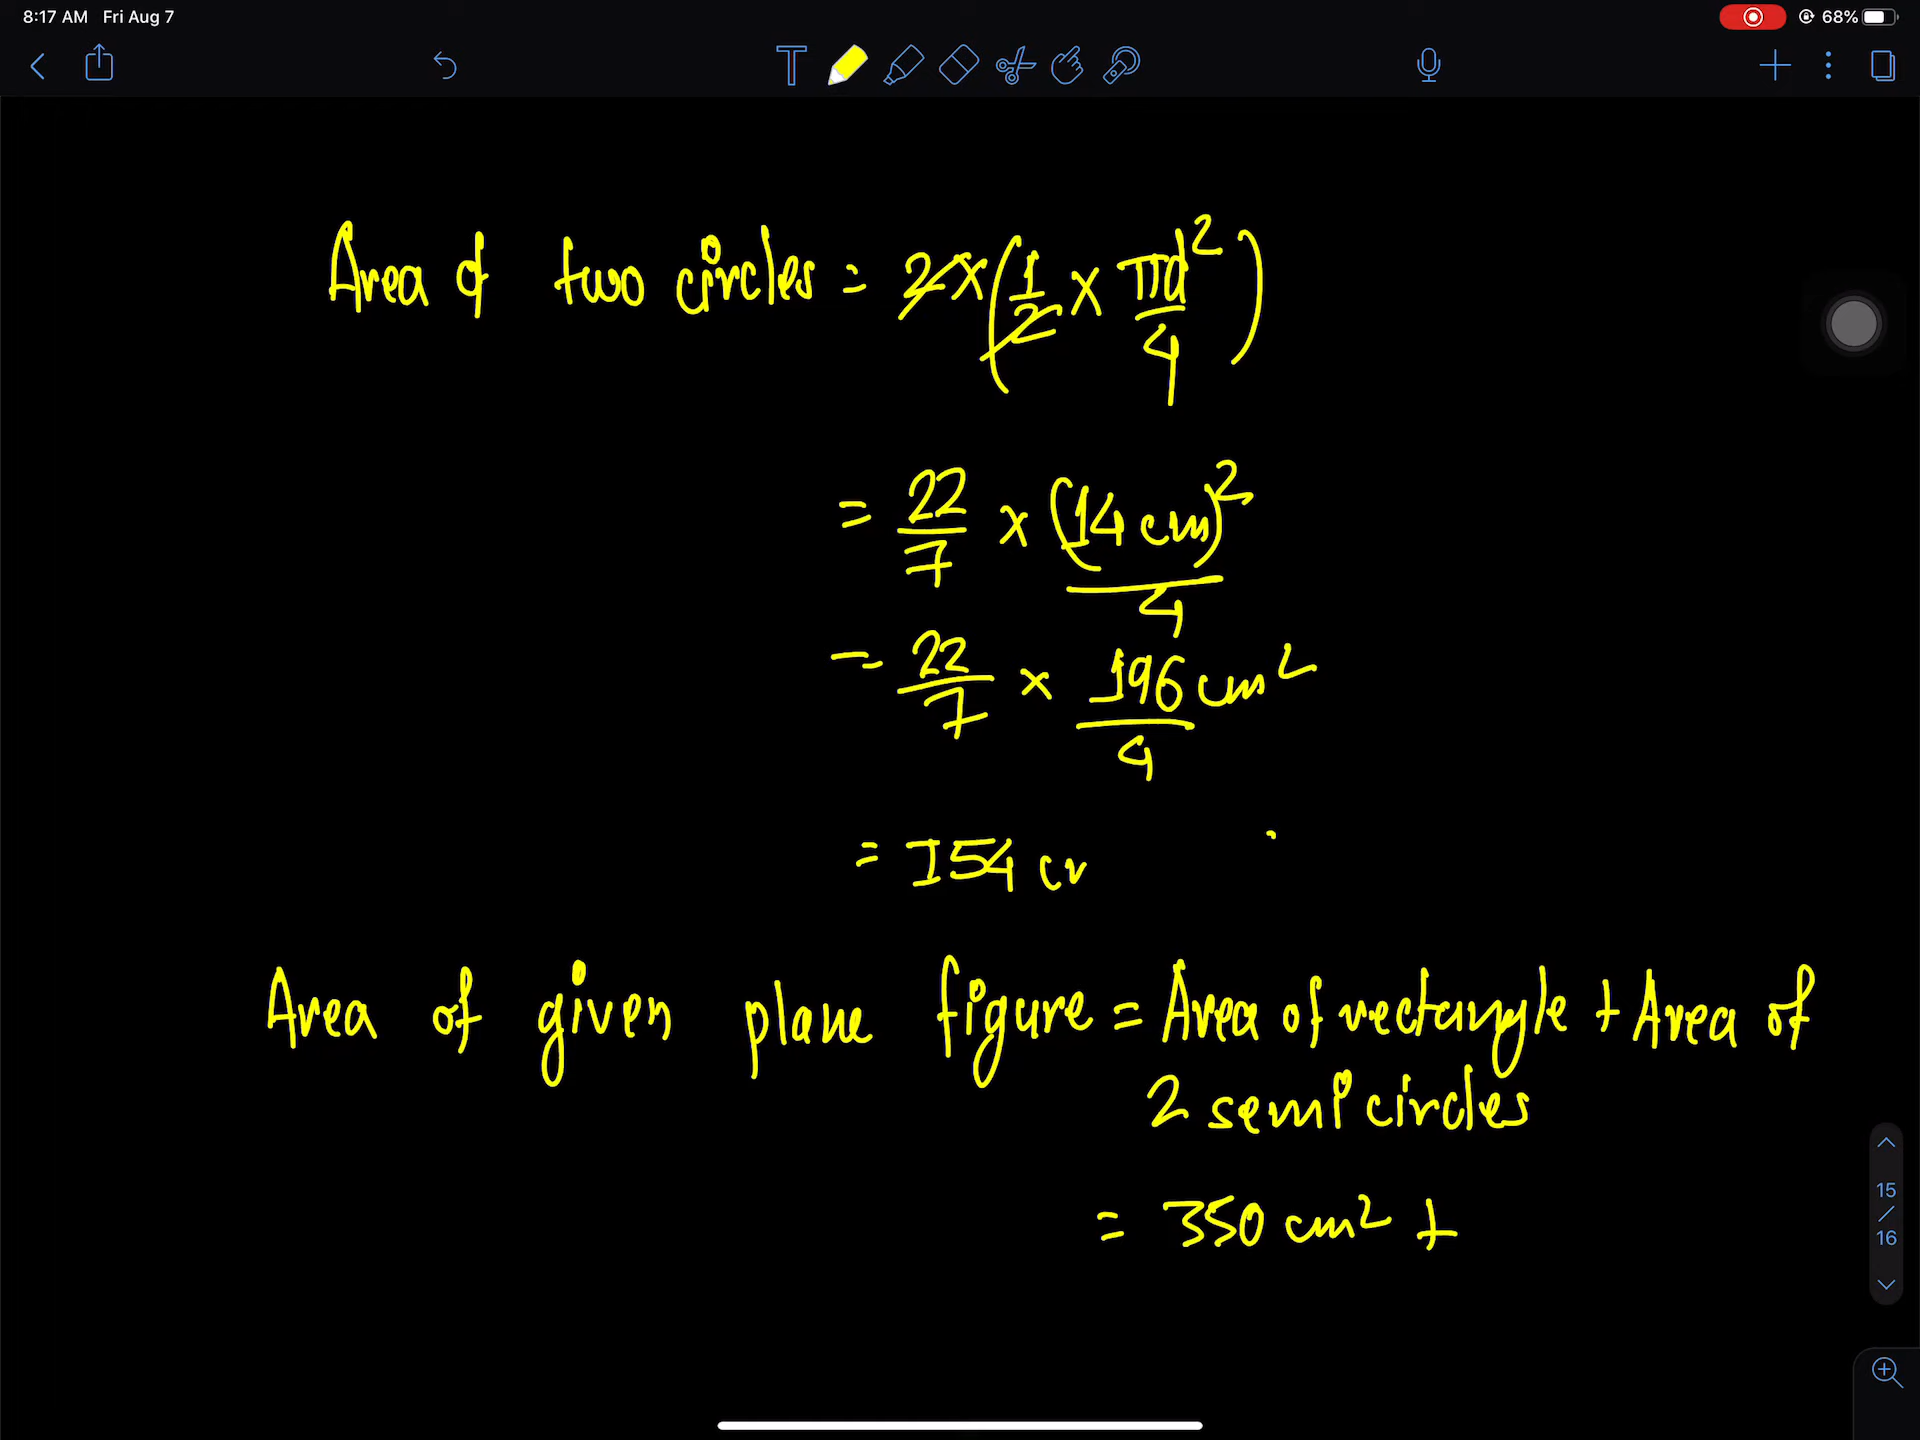 8:17 AM Fri Aug 7
68%
Area of two circles = 2 × (1/2 × πd²/4)
= 22/7 × (14 cm)²/4
= 22/7 × 196 cm²/4
= 154 cm
Area of given plane figure = Area of rectangle + Area of
2 semi circles
= 350 cm² +
15
/
16